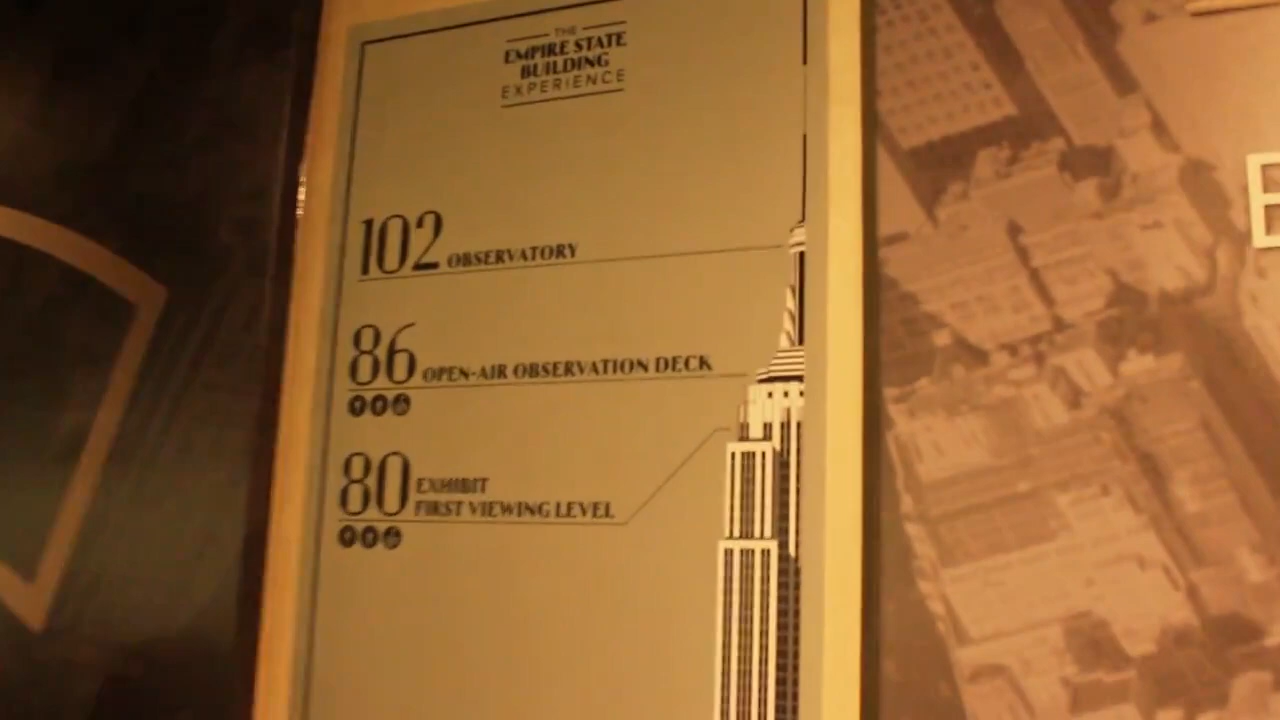 THE
EMPIRE STATE
BUILDING
EXPERIENCE
102 OBSERVATORY
86 OPEN-AIR OBSERVATION DECK
80 EXHIBIT
FIRST VIEWING LEVEL